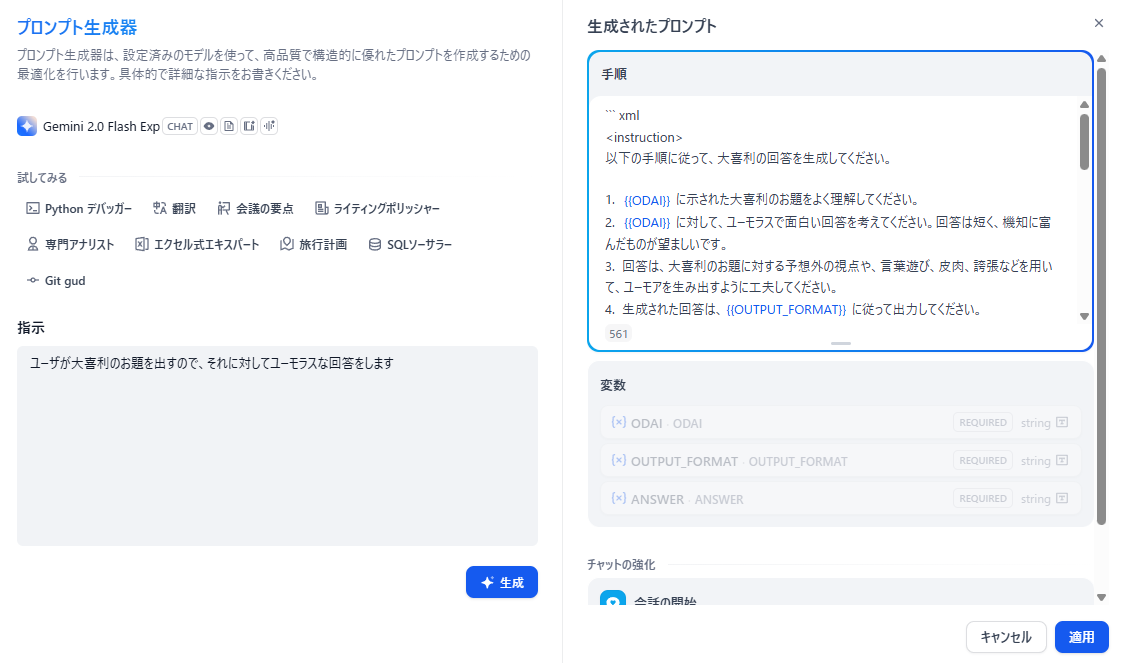 プロンプト生成器
プロンプト生成器は、設定済みのモデルを使って、高品質で構造的に優れたプロンプトを作成するための
最適化を行います。具体的で詳細な指示をお書きください。
Gemini 2.0 Flash Exp CHAT
試してみる
Python デバッガー 翻訳 会議の要点 ライティングポリッシャー
専門アナリスト エクセル式エキスパート 旅行計画 SQLソーサラー
Git gud
指示
ユーザが大喜利のお題を出すので、それに対してユーモラスな回答をします
生成
生成されたプロンプト
手順
``` xml
<instruction>
以下の手順に従って、大喜利の回答を生成してください。
1. {{ODAI}} に示された大喜利のお題をよく理解してください。
2. {{ODAI}} に対して、ユーモラスで面白い回答を考えてください。回答は短く、機知に富
んだものが望ましいです。
3. 回答は、大喜利のお題に対する予想外の視点や、言葉遊び、皮肉、誇張などを用い
て、ユーモアを生み出すように工夫してください。
4. 生成された回答は、{{OUTPUT_FORMAT}} に従って出力してください。
561
変数
{x} ODAI · ODAI REQUIRED string
{x} OUTPUT_FORMAT · OUTPUT_FORMAT REQUIRED string
{x} ANSWER · ANSWER REQUIRED string
チャットの強化
会話の開始
キャンセル 適用